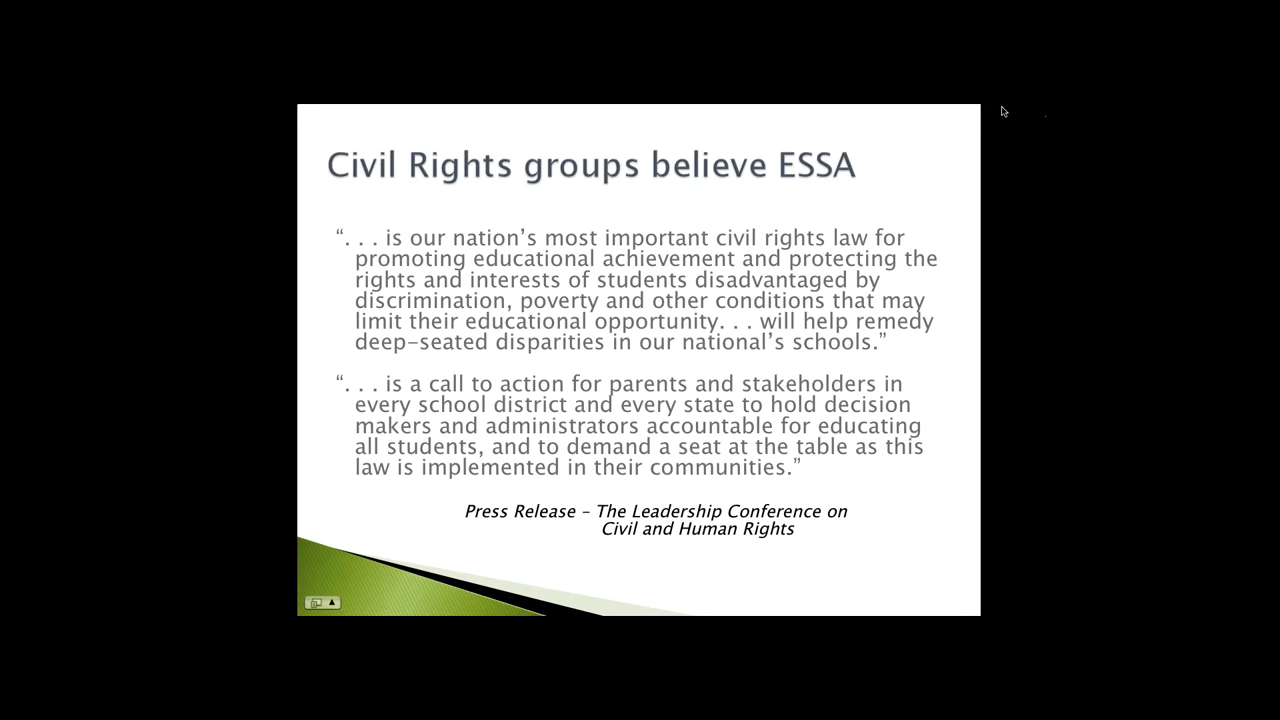 Civil Rights groups believe ESSA
“. . . is our nation’s most important civil rights law for
promoting educational achievement and protecting the
rights and interests of students disadvantaged by
discrimination, poverty and other conditions that may
limit their educational opportunity. . . will help remedy
deep-seated disparities in our national’s schools.”
“. . . is a call to action for parents and stakeholders in
every school district and every state to hold decision
makers and administrators accountable for educating
all students, and to demand a seat at the table as this
law is implemented in their communities.”
Press Release – The Leadership Conference on
Civil and Human Rights